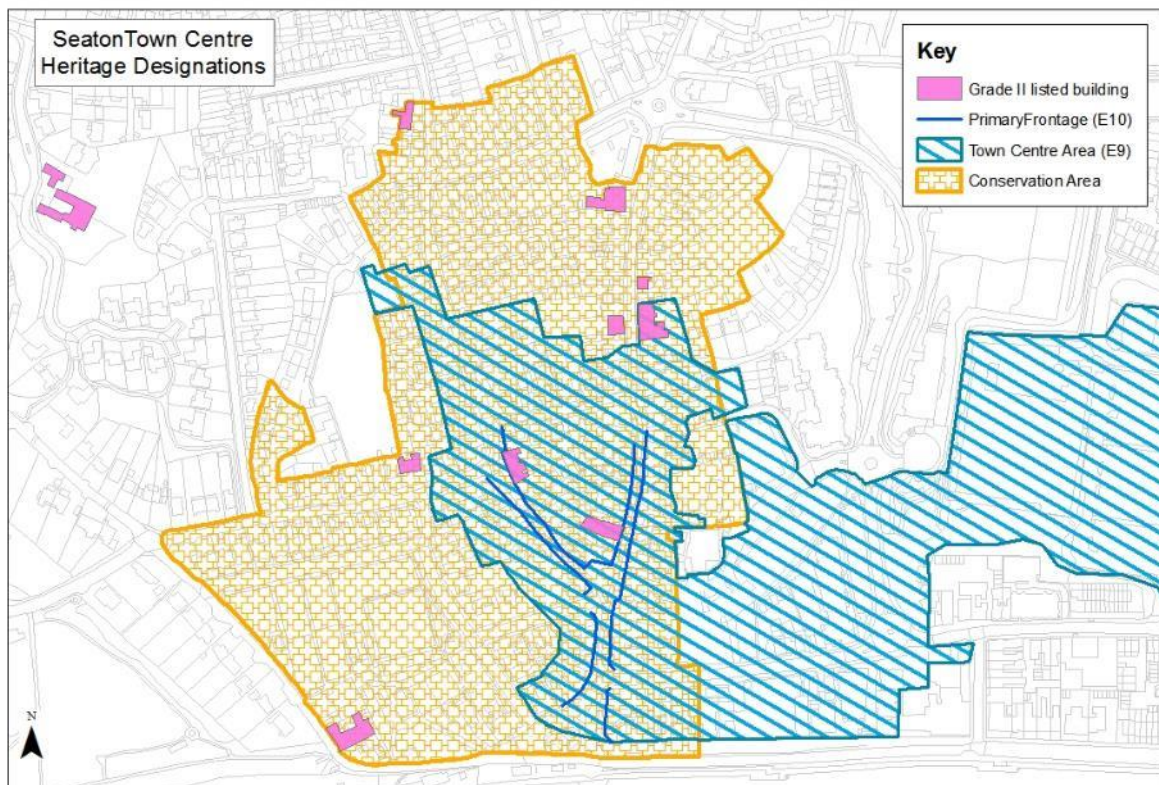 SeatonTown Centre
Heritage Designations
Key
Grade II listed building
PrimaryFrontage (E10)
Town Centre Area (E9)
Conservation Area
N